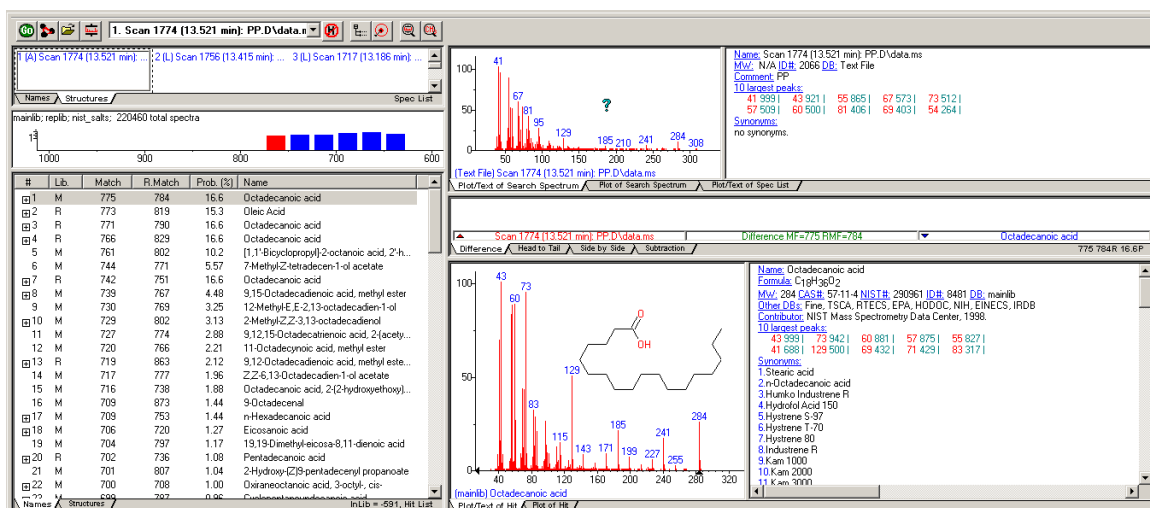 Go 1. Scan 1774 (13.521 min): PP.D\data.n
1 (A) Scan 1774 (13.521 min): ... 2 (L) Scan 1756 (13.415 min): ... 3 (L) Scan 1717 (13.186 min): ...
Names Structures Spec List
mainlib; replib; nist_salts; 220460 total spectra
1000 900 800 700 600
# Lib. Match R.Match Prob. (%) Name
1 M 775 784 16.6 Octadecanoic acid
2 R 773 819 15.3 Oleic Acid
3 R 771 790 16.6 Octadecanoic acid
4 R 766 829 16.6 Octadecanoic acid
5 M 761 802 10.2 [1,1'-Bicyclopropyl]-2-octanoic acid, 2'-h...
6 M 744 771 5.57 7-Methyl-Z-tetradecen-1-ol acetate
7 R 742 751 16.6 Octadecanoic acid
8 M 739 767 4.48 9,15-Octadecadienoic acid, methyl ester
9 M 730 769 3.25 12-Methyl-E,E-2,13-octadecadien-1-ol
10 M 729 802 3.13 2-Methyl-Z,Z-3,13-octadecadienol
11 M 727 774 2.88 9,12,15-Octadecatrienoic acid, 2-(acety...
12 M 720 766 2.21 11-Octadecynoic acid, methyl ester
13 R 719 863 2.12 9,12-Octadecadienoic acid, methyl este...
14 M 717 777 1.96 Z,Z-6,13-Octadecadien-1-ol acetate
15 M 716 738 1.88 Octadecanoic acid, 2-(2-hydroxyethoxy)...
16 M 709 873 1.44 9-Octadecenal
17 M 709 753 1.44 n-Hexadecanoic acid
18 M 706 720 1.27 Eicosanoic acid
19 M 704 797 1.17 19,19-Dimethyl-eicosa-8,11-dienoic acid
20 R 702 736 1.08 Pentadecanoic acid
21 M 701 807 1.04 2-Hydroxy-(Z)9-pentadecenyl propanoate
22 M 700 708 1.00 Oxiraneoctanoic acid, 3-octyl-, cis-
Names Structures InLib = -591, Hit List
100 50 0
41 67 81 95 129 185 210 241 284 308
?
50 100 150 200 250 300
(Text File) Scan 1774 (13.521 min): PP.D\data.ms
Plot/Text of Search Spectrum Plot of Search Spectrum Plot/Text of Spec List
Name: Scan 1774 (13.521 min): PP.D\data.ms
MW: N/A ID#: 2066 DB: Text File
Comment: PP
10 largest peaks:
41 999 | 43 921 | 55 865 | 67 573 | 73 512 |
57 509 | 60 500 | 81 406 | 69 403 | 54 264 |
Synonyms:
no synonyms.
Scan 1774 (13.521 min): PP.D\data.ms Difference MF=775 RMF=784 Octadecanoic acid
Difference Head to Tail Side by Side Subtraction 775 784R 16.6P
100 50 0
43 60 73 83 115 129 143 171 185 199 227 241 255 284
O OH
40 80 120 160 200 240 280 320
(mainlib) Octadecanoic acid
Plot/Text of Hit Plot of Hit
Name: Octadecanoic acid
Formula: C18H36O2
MW: 284 CAS#: 57-11-4 NIST#: 290961 ID#: 8481 DB: mainlib
Other DBs: Fine, TSCA, RTECS, EPA, HODOC, NIH, EINECS, IRDB
Contributor: NIST Mass Spectrometry Data Center, 1998.
10 largest peaks:
43 999 | 73 942 | 60 881 | 57 875 | 55 827 |
41 688 | 129 500 | 69 432 | 71 429 | 83 317 |
Synonyms:
1.Stearic acid
2.n-Octadecanoic acid
3.Humko Industrene R
4.Hydrofol Acid 150
5.Hystrene S-97
6.Hystrene T-70
7.Hystrene 80
8.Industrene R
9.Kam 1000
10.Kam 2000
11.Kam 3000